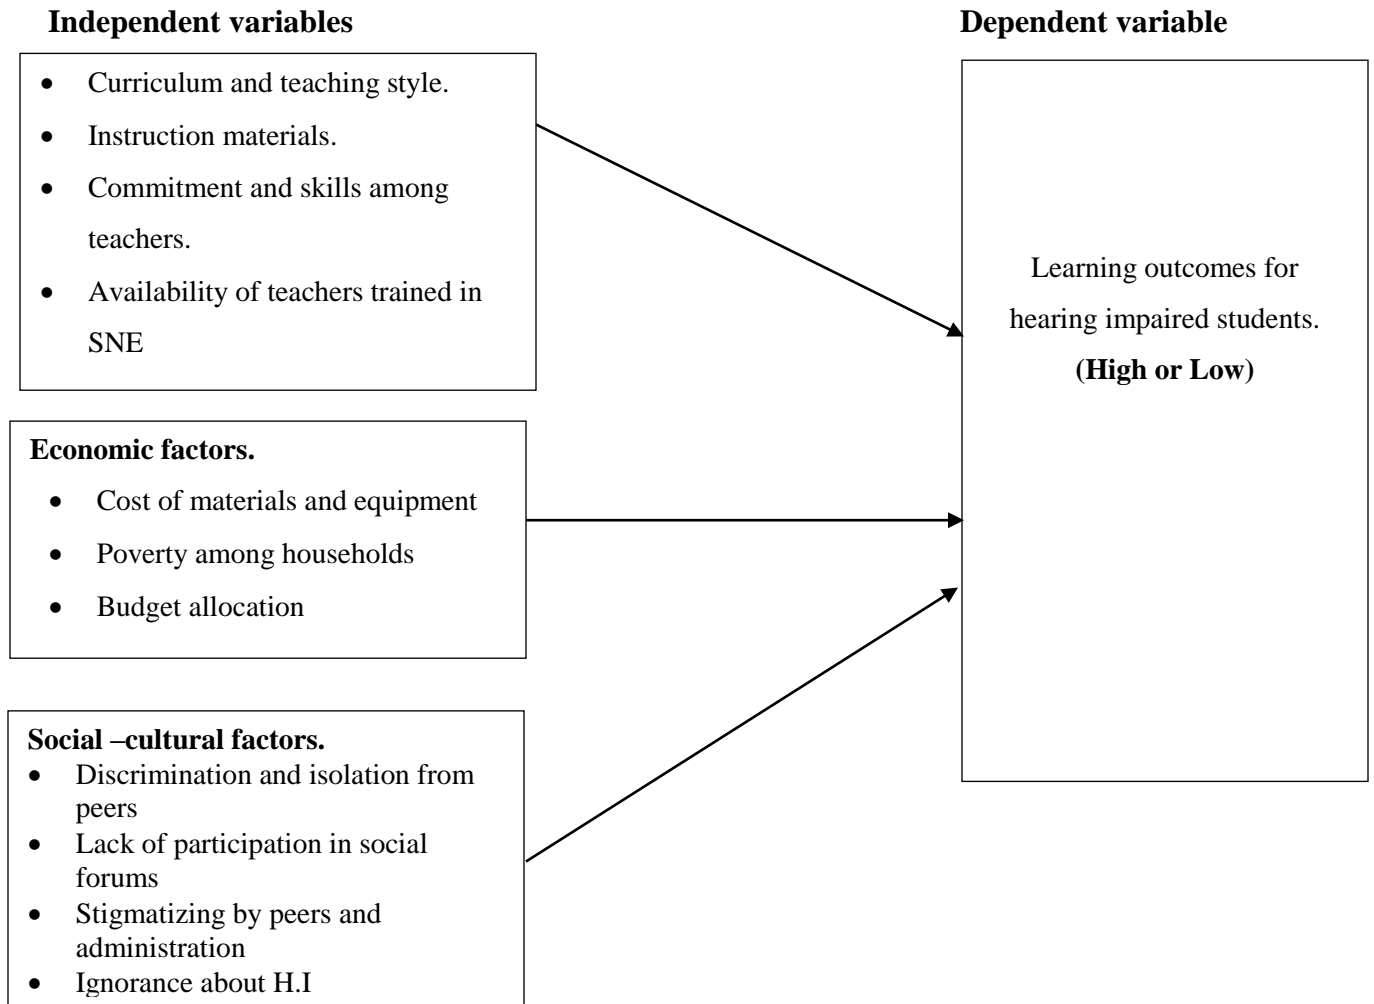 Independent variables
Dependent variable
• Curriculum and teaching style.
• Instruction materials.
• Commitment and skills among
teachers.
• Availability of teachers trained in
SNE
Learning outcomes for
hearing impaired students.
(High or Low)
Economic factors.
• Cost of materials and equipment
• Poverty among households
• Budget allocation
Social –cultural factors.
• Discrimination and isolation from
peers
• Lack of participation in social
forums
• Stigmatizing by peers and
administration
• Ignorance about H.I